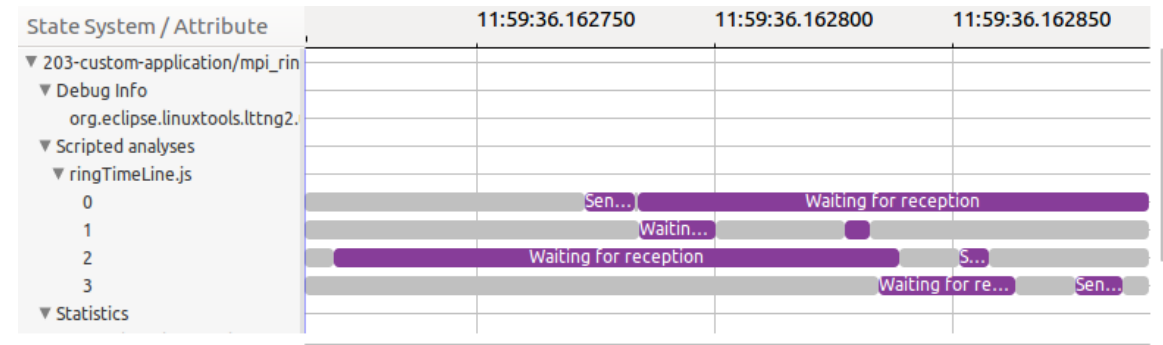 State System / Attribute
11:59:36.162750 11:59:36.162800 11:59:36.162850
203-custom-application/mpi_rin
Debug Info
org.eclipse.linuxtools.lttng2.
Scripted analyses
ringTimeLine.js
0 Sen... Waiting for reception
1 Waitin...
2 Waiting for reception S...
3 Waiting for re... Sen...
Statistics